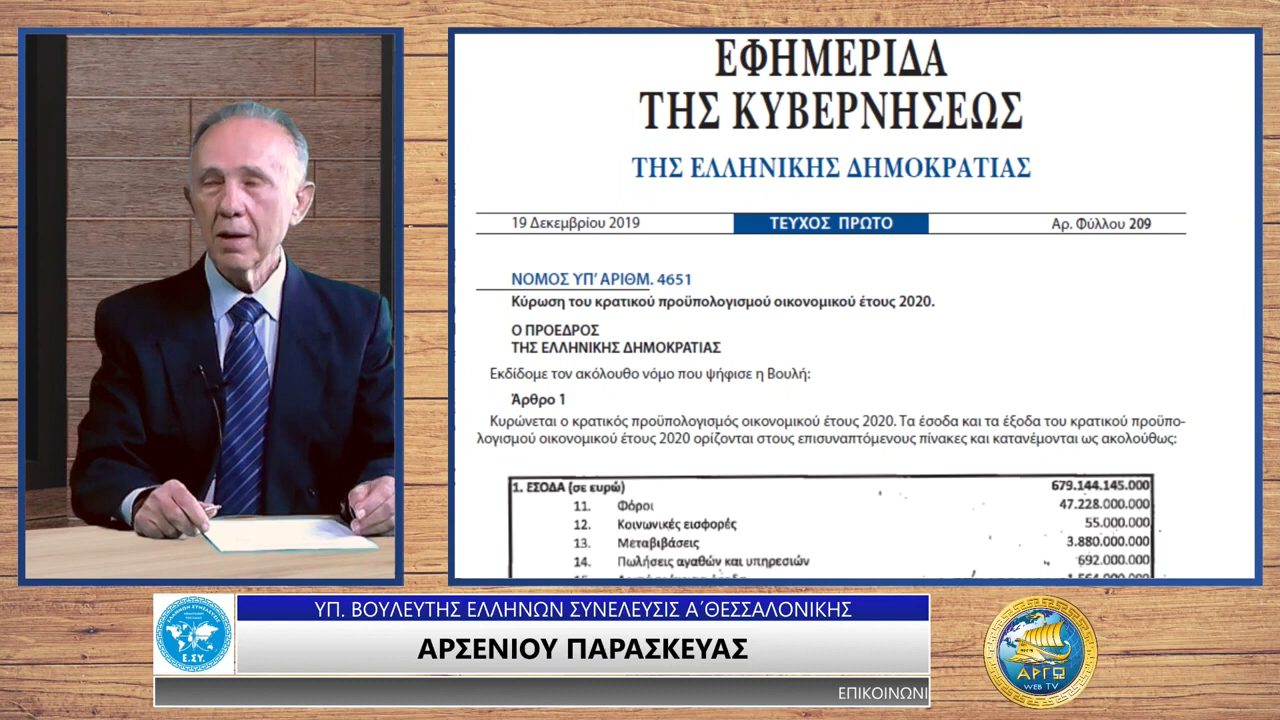 ΕΦΗΜΕΡΙΔΑ
ΤΗΣ ΚΥΒΕΡΝΗΣΕΩΣ
ΤΗΣ ΕΛΛΗΝΙΚΗΣ ΔΗΜΟΚΡΑΤΙΑΣ
19 Δεκεμβρίου 2019 ΤΕΥΧΟΣ ΠΡΩΤΟ Αρ. Φύλλου 209
ΝΟΜΟΣ ΥΠ’ ΑΡΙΘΜ. 4651
Κύρωση του κρατικού προϋπολογισμού οικονομικού έτους 2020.
Ο ΠΡΟΕΔΡΟΣ
ΤΗΣ ΕΛΛΗΝΙΚΗΣ ΔΗΜΟΚΡΑΤΙΑΣ
Εκδίδομε τον ακόλουθο νόμο που ψήφισε η Βουλή:
Άρθρο 1
Κυρώνεται ο κρατικός προϋπολογισμός οικονομικού έτους 2020. Τα έσοδα και τα έξοδα του κρατικού προϋπο-
λογισμού οικονομικού έτους 2020 ορίζονται στους επισυναπτόμενους πίνακες και κατανέμονται ως ακολούθως:
1. ΕΣΟΔΑ (σε ευρώ) 679.144.145.000
11. Φόροι 47.228.000.000
12. Κοινωνικές εισφορές 55.000.000
13. Μεταβιβάσεις 3.880.000.000
14. Πωλήσεις αγαθών και υπηρεσιών 692.000.000
ΥΠ. ΒΟΥΛΕΥΤΗΣ ΕΛΛΗΝΩΝ ΣΥΝΕΛΕΥΣΙΣ Α΄ΘΕΣΣΑΛΟΝΙΚΗΣ
ΑΡΣΕΝΙΟΥ ΠΑΡΑΣΚΕΥΑΣ
ΕΠΙΚΟΙΝΩΝΙ
ΕΛΛΗΝΩΝ ΣΥΝΕΛΕΥΣΙΣ
Ε.ΣΥ.
ΑΡΓΩ
WEB TV